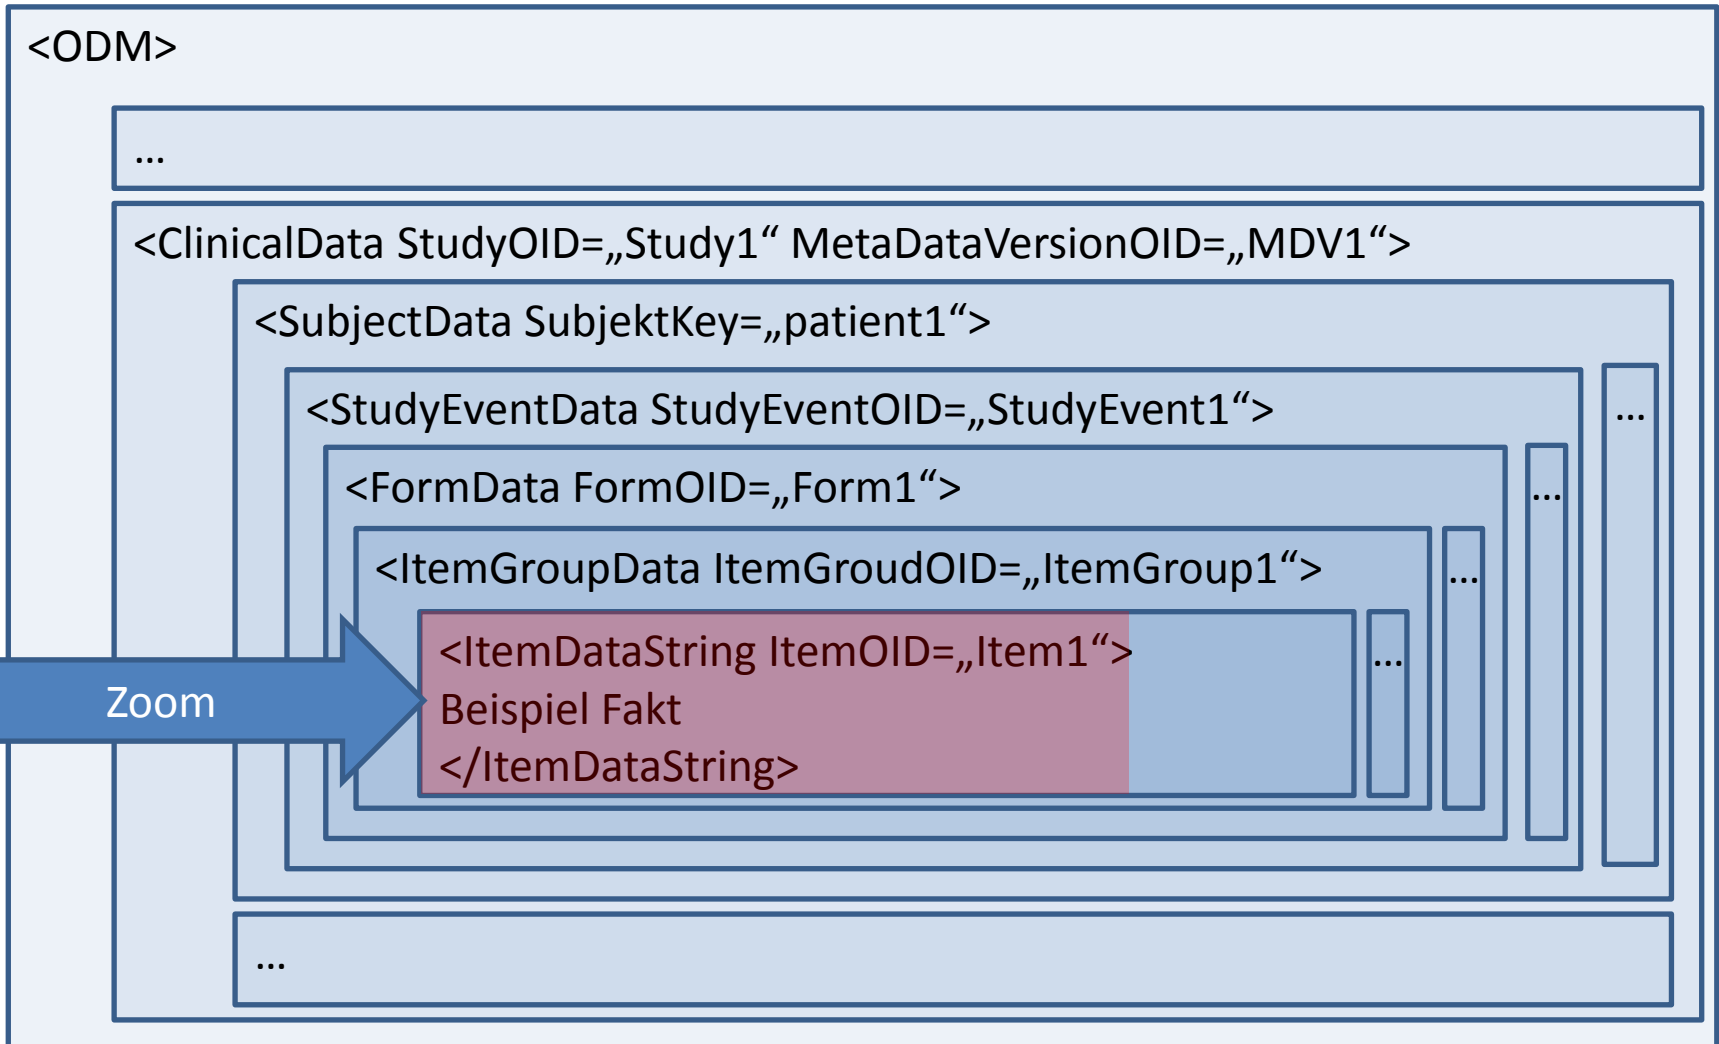 <ODM>
...
<ClinicalData StudyOID=„Study1“ MetaDataVersionOID=„MDV1“>
<SubjectData SubjektKey=„patient1“>
<StudyEventData StudyEventOID=„StudyEvent1“>
...
<FormData FormOID=„Form1“>
...
<ItemGroupData ItemGroudOID=„ItemGroup1“>
...
<ItemDataString ItemOID=„Item1“>
...
Zoom
Beispiel Fakt
</ItemDataString>
...